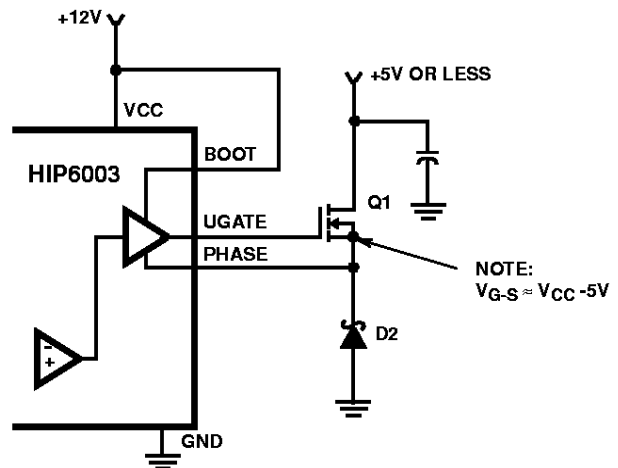 +12V
+5V OR LESS
VCC
BOOT
HIP6003
Q1
UGATE
PHASE
NOTE:
VG-S ≈ VCC -5V
D2
-
+
GND